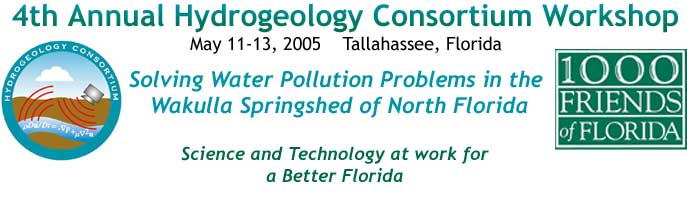 4th Annual Hydrogeology Consortium Workshop
May 11-13, 2005 Tallahassee, Florida
HYDROGEOLOGY CONSORTIUM
Solving Water Pollution Problems in the
Wakulla Springshed of North Florida
1000
FRIENDS
of FLORIDA
Science and Technology at work for
a Better Florida